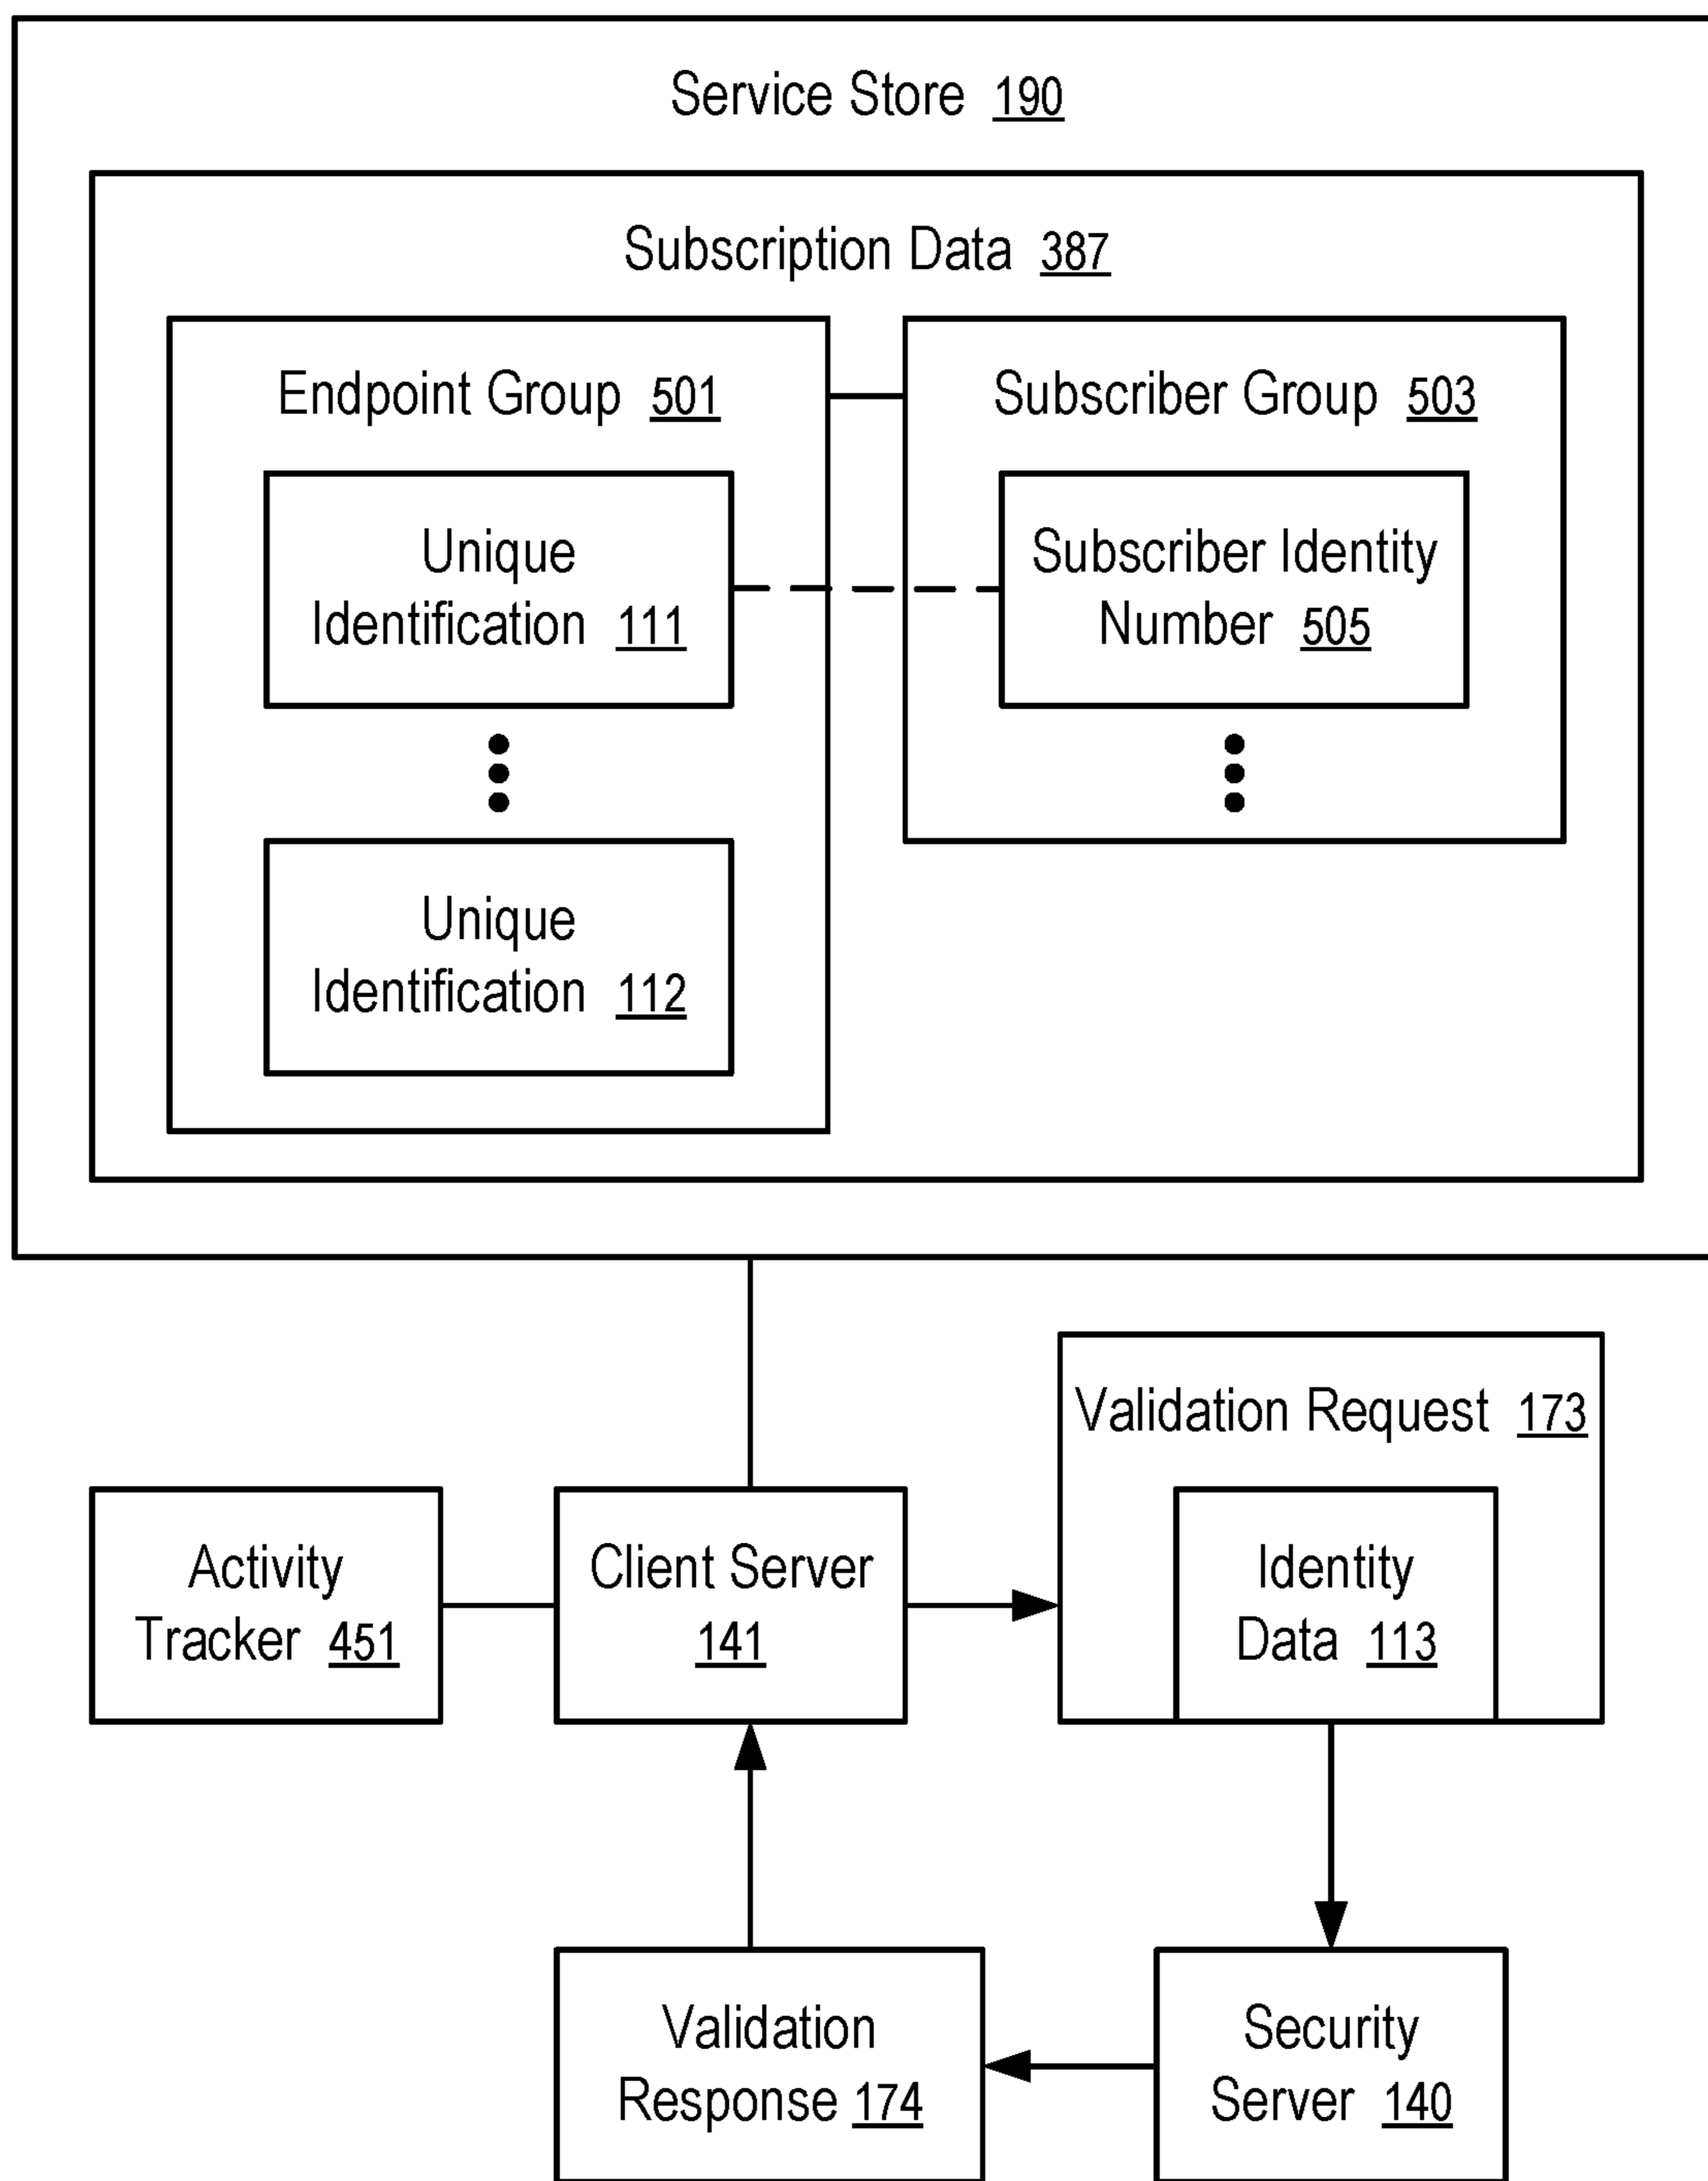 Service Store 190
Subscription Data 387
Endpoint Group 501
Subscriber Group 503
Unique
Identification 111
Subscriber Identity
Number 505
Unique
Identification 112
Validation Request 173
Activity
Tracker 451
Client Server
141
Identity
Data 113
Validation
Response 174
Security
Server 140